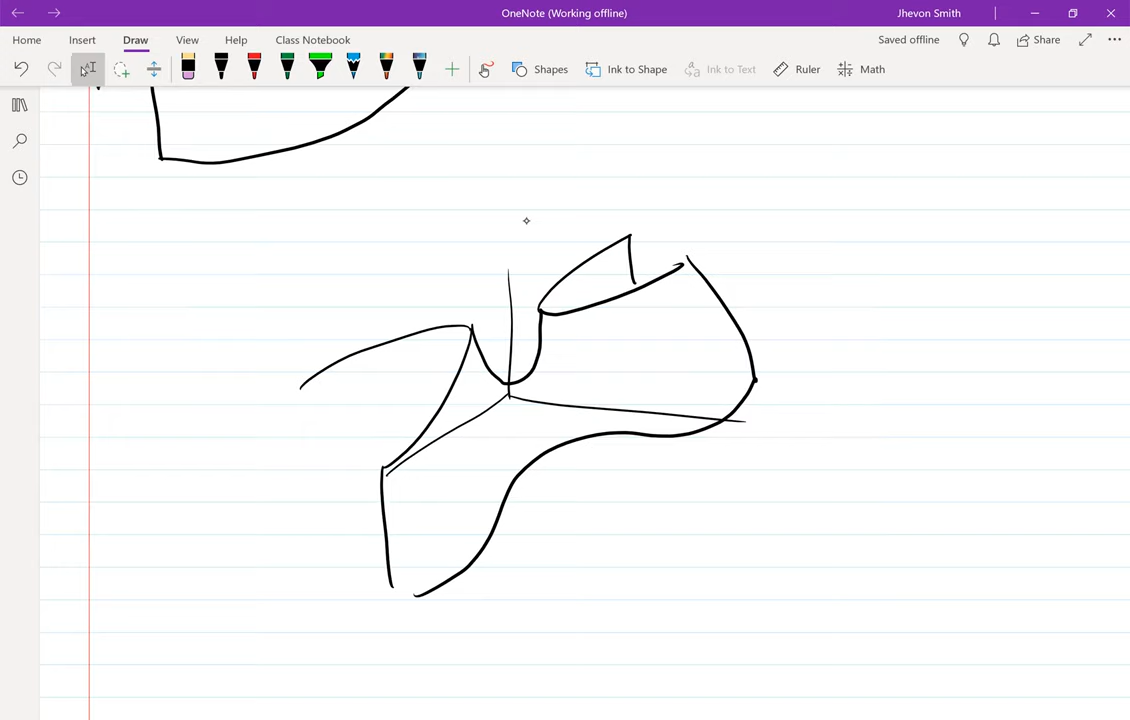 OneNote (Working offline)
Jhevon Smith
Home Insert Draw View Help Class Notebook
Saved offline Share
Shapes Ink to Shape Ink to Text Ruler Math